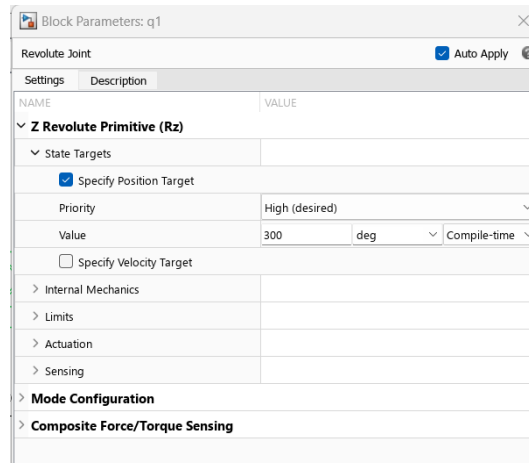 Block Parameters: q1
Revolute Joint
Auto Apply
Settings Description
NAME VALUE
Z Revolute Primitive (Rz)
State Targets
Specify Position Target
Priority High (desired)
Value 300 deg Compile-time
Specify Velocity Target
Internal Mechanics
Limits
Actuation
Sensing
Mode Configuration
Composite Force/Torque Sensing